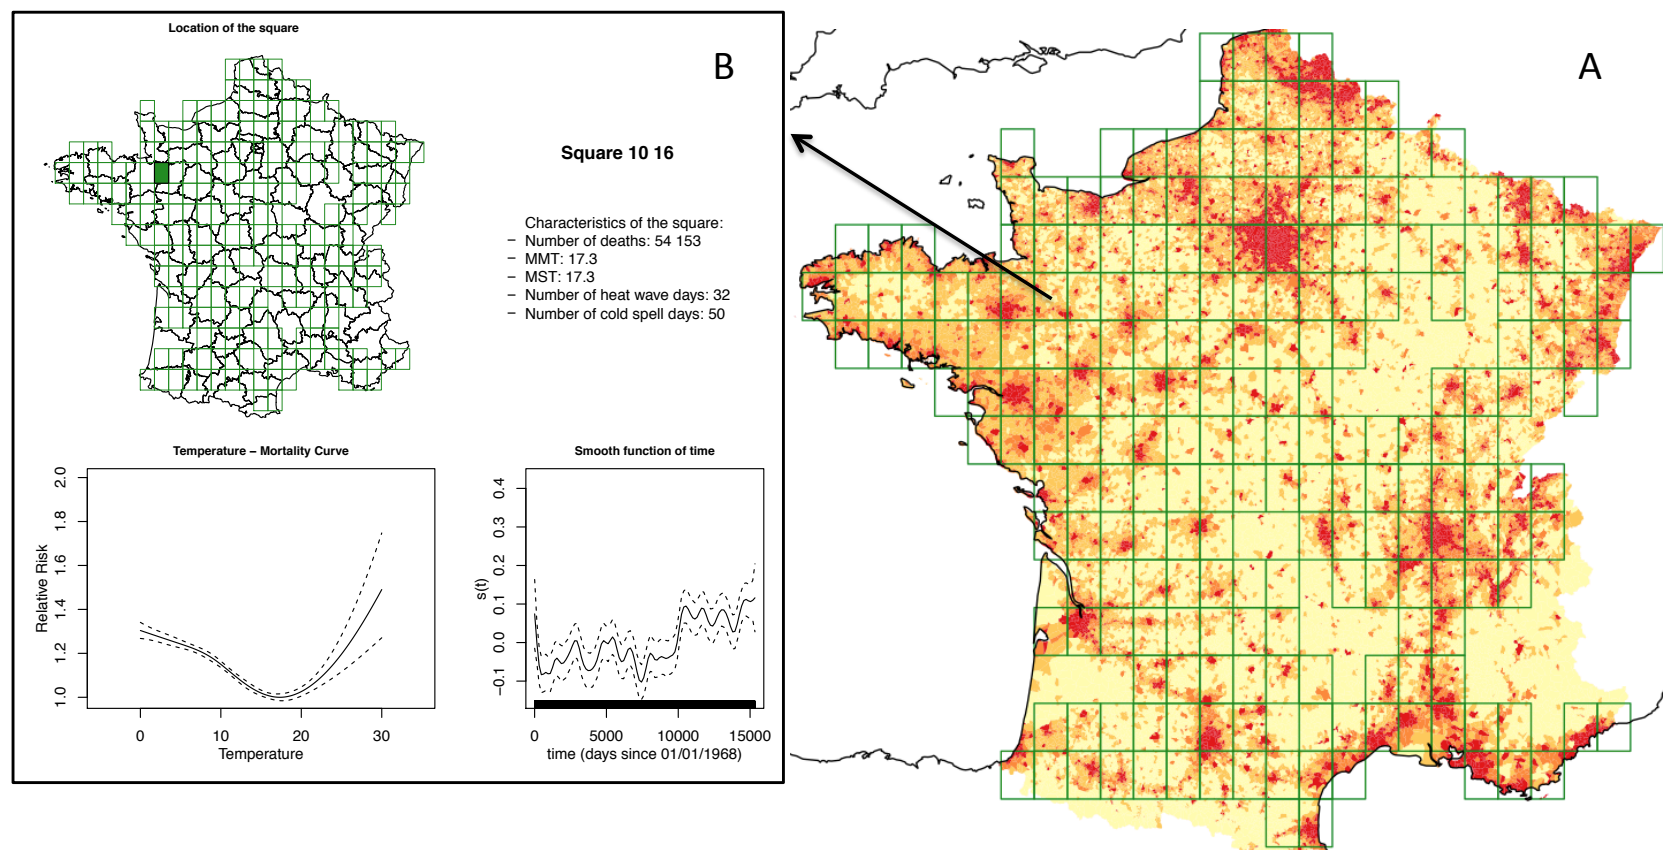 Location of the square
B
A
Square 10 16
Characteristics of the square:
− Number of deaths: 54 153
− MMT: 17.3
− MST: 17.3
− Number of heat wave days: 32
− Number of cold spell days: 50
Temperature − Mortality Curve
Relative Risk
2.0
1.8
1.6
1.4
1.2
1.0
0
10
20
30
Temperature
Smooth function of time
s(t)
0.4
0.3
0.2
0.1
0.0
−0.1
0
5000
10000
15000
time (days since 01/01/1968)